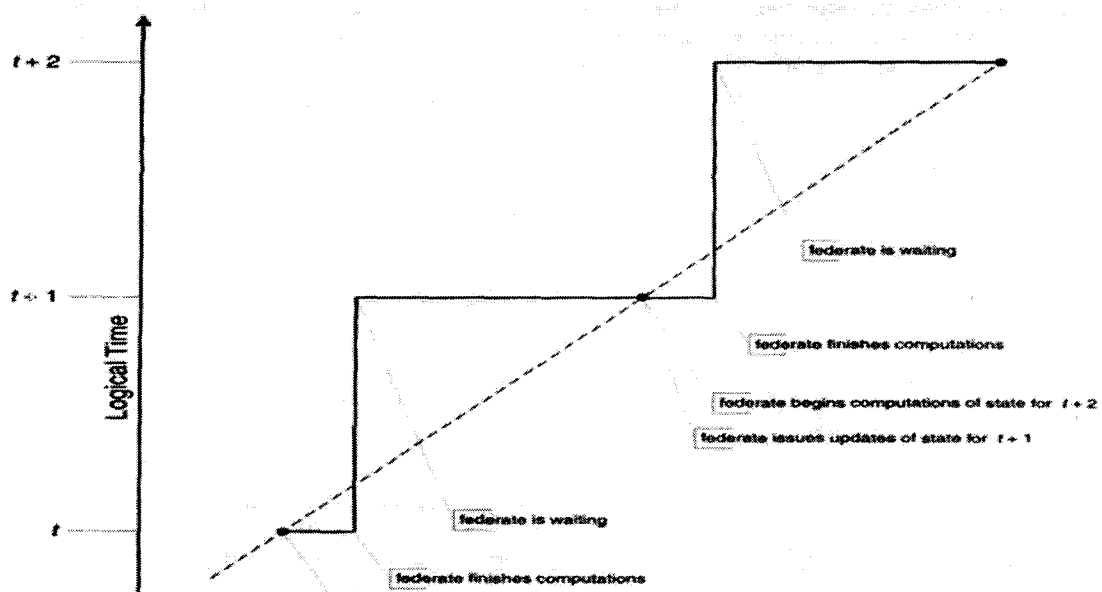 t + 2
federate is waiting
t + 1
Logical Time
federate finishes computations
federate begins computations of state for t + 2
federate issues updates of state for t + 1
federate is waiting
t
federate finishes computations